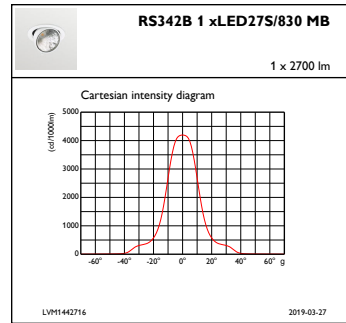 RS342B 1 xLED27S/830 MB
1 x 2700 lm
Cartesian intensity diagram
(cd/1000lm)
5000
4000
3000
2000
1000
0
-60° -40° -20° 0° 20° 40° 60° g
LVM1442716 2019-03-27